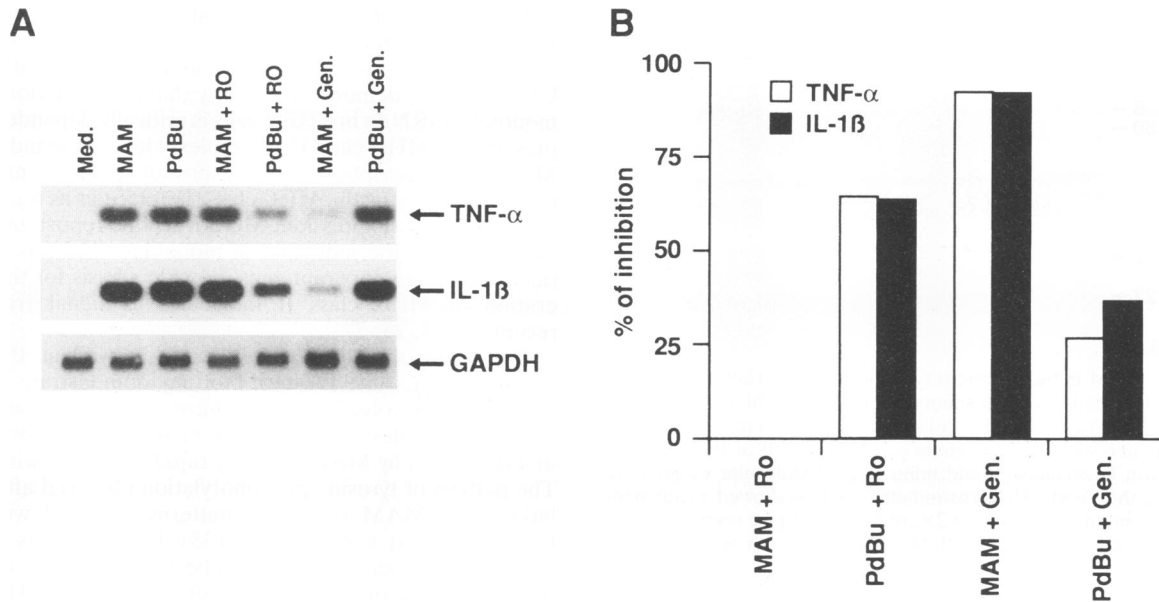 A
Med.
MAM
PdBu
MAM + RO
PdBu + RO
MAM + Gen.
PdBu + Gen.
TNF-α
IL-1ß
GAPDH
B
100
75
50
25
0
% of inhibition
TNF-α
IL-1ß
MAM + Ro
PdBu + Ro
MAM + Gen.
PdBu + Gen.